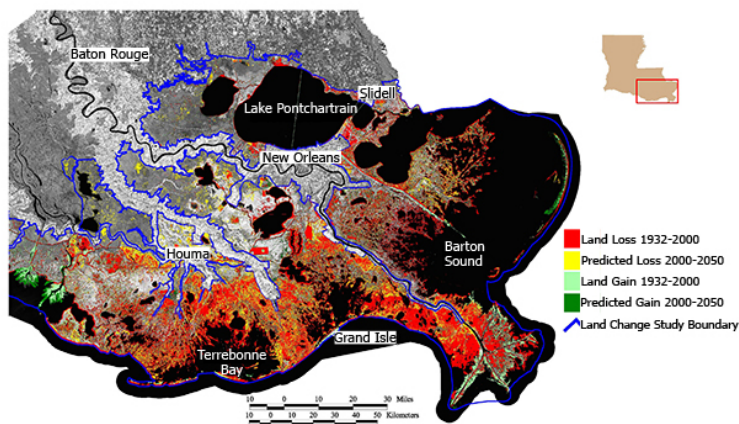 Baton Rouge
Slidell
Lake Pontchartrain
New Orleans
Barton
Sound
Houma
Grand Isle
Terrebonne
Bay
Land Loss 1932-2000
Predicted Loss 2000-2050
Land Gain 1932-2000
Predicted Gain 2000-2050
Land Change Study Boundary
10 0 10 20 30 Miles
10 0 10 20 30 40 50 Kilometers